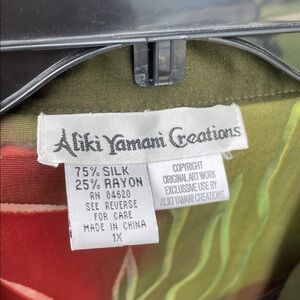 Aliki Yamani Creations
75% SILK
25% RAYON
RN 84620
SEE REVERSE
FOR CARE
MADE IN CHINA
1X
COPYRIGHT
ORIGINAL ART WORK
EXCLUSIVE USE BY
ALIKI YAMANI CREATIONS